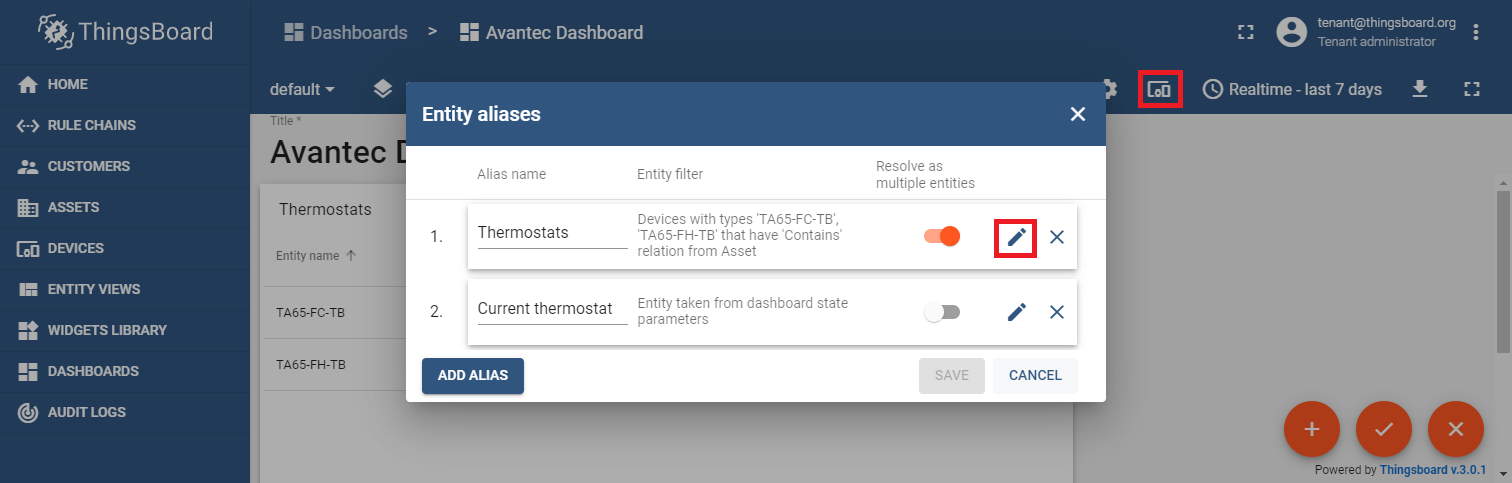 ThingsBoard
Dashboards > Avantec Dashboard
tenant@thingsboard.org
Tenant administrator
HOME
RULE CHAINS
CUSTOMERS
ASSETS
DEVICES
ENTITY VIEWS
WIDGETS LIBRARY
DASHBOARDS
AUDIT LOGS
default
Realtime - last 7 days
Title *
Avantec D
Thermostats
Entity name
TA65-FC-TB
TA65-FH-TB
Entity aliases
Alias name
Entity filter
Resolve as
multiple entities
1.
Thermostats
Devices with types 'TA65-FC-TB',
'TA65-FH-TB' that have 'Contains'
relation from Asset
2.
Current thermostat
Entity taken from dashboard state
parameters
ADD ALIAS
SAVE
CANCEL
Powered by Thingsboard v.3.0.1